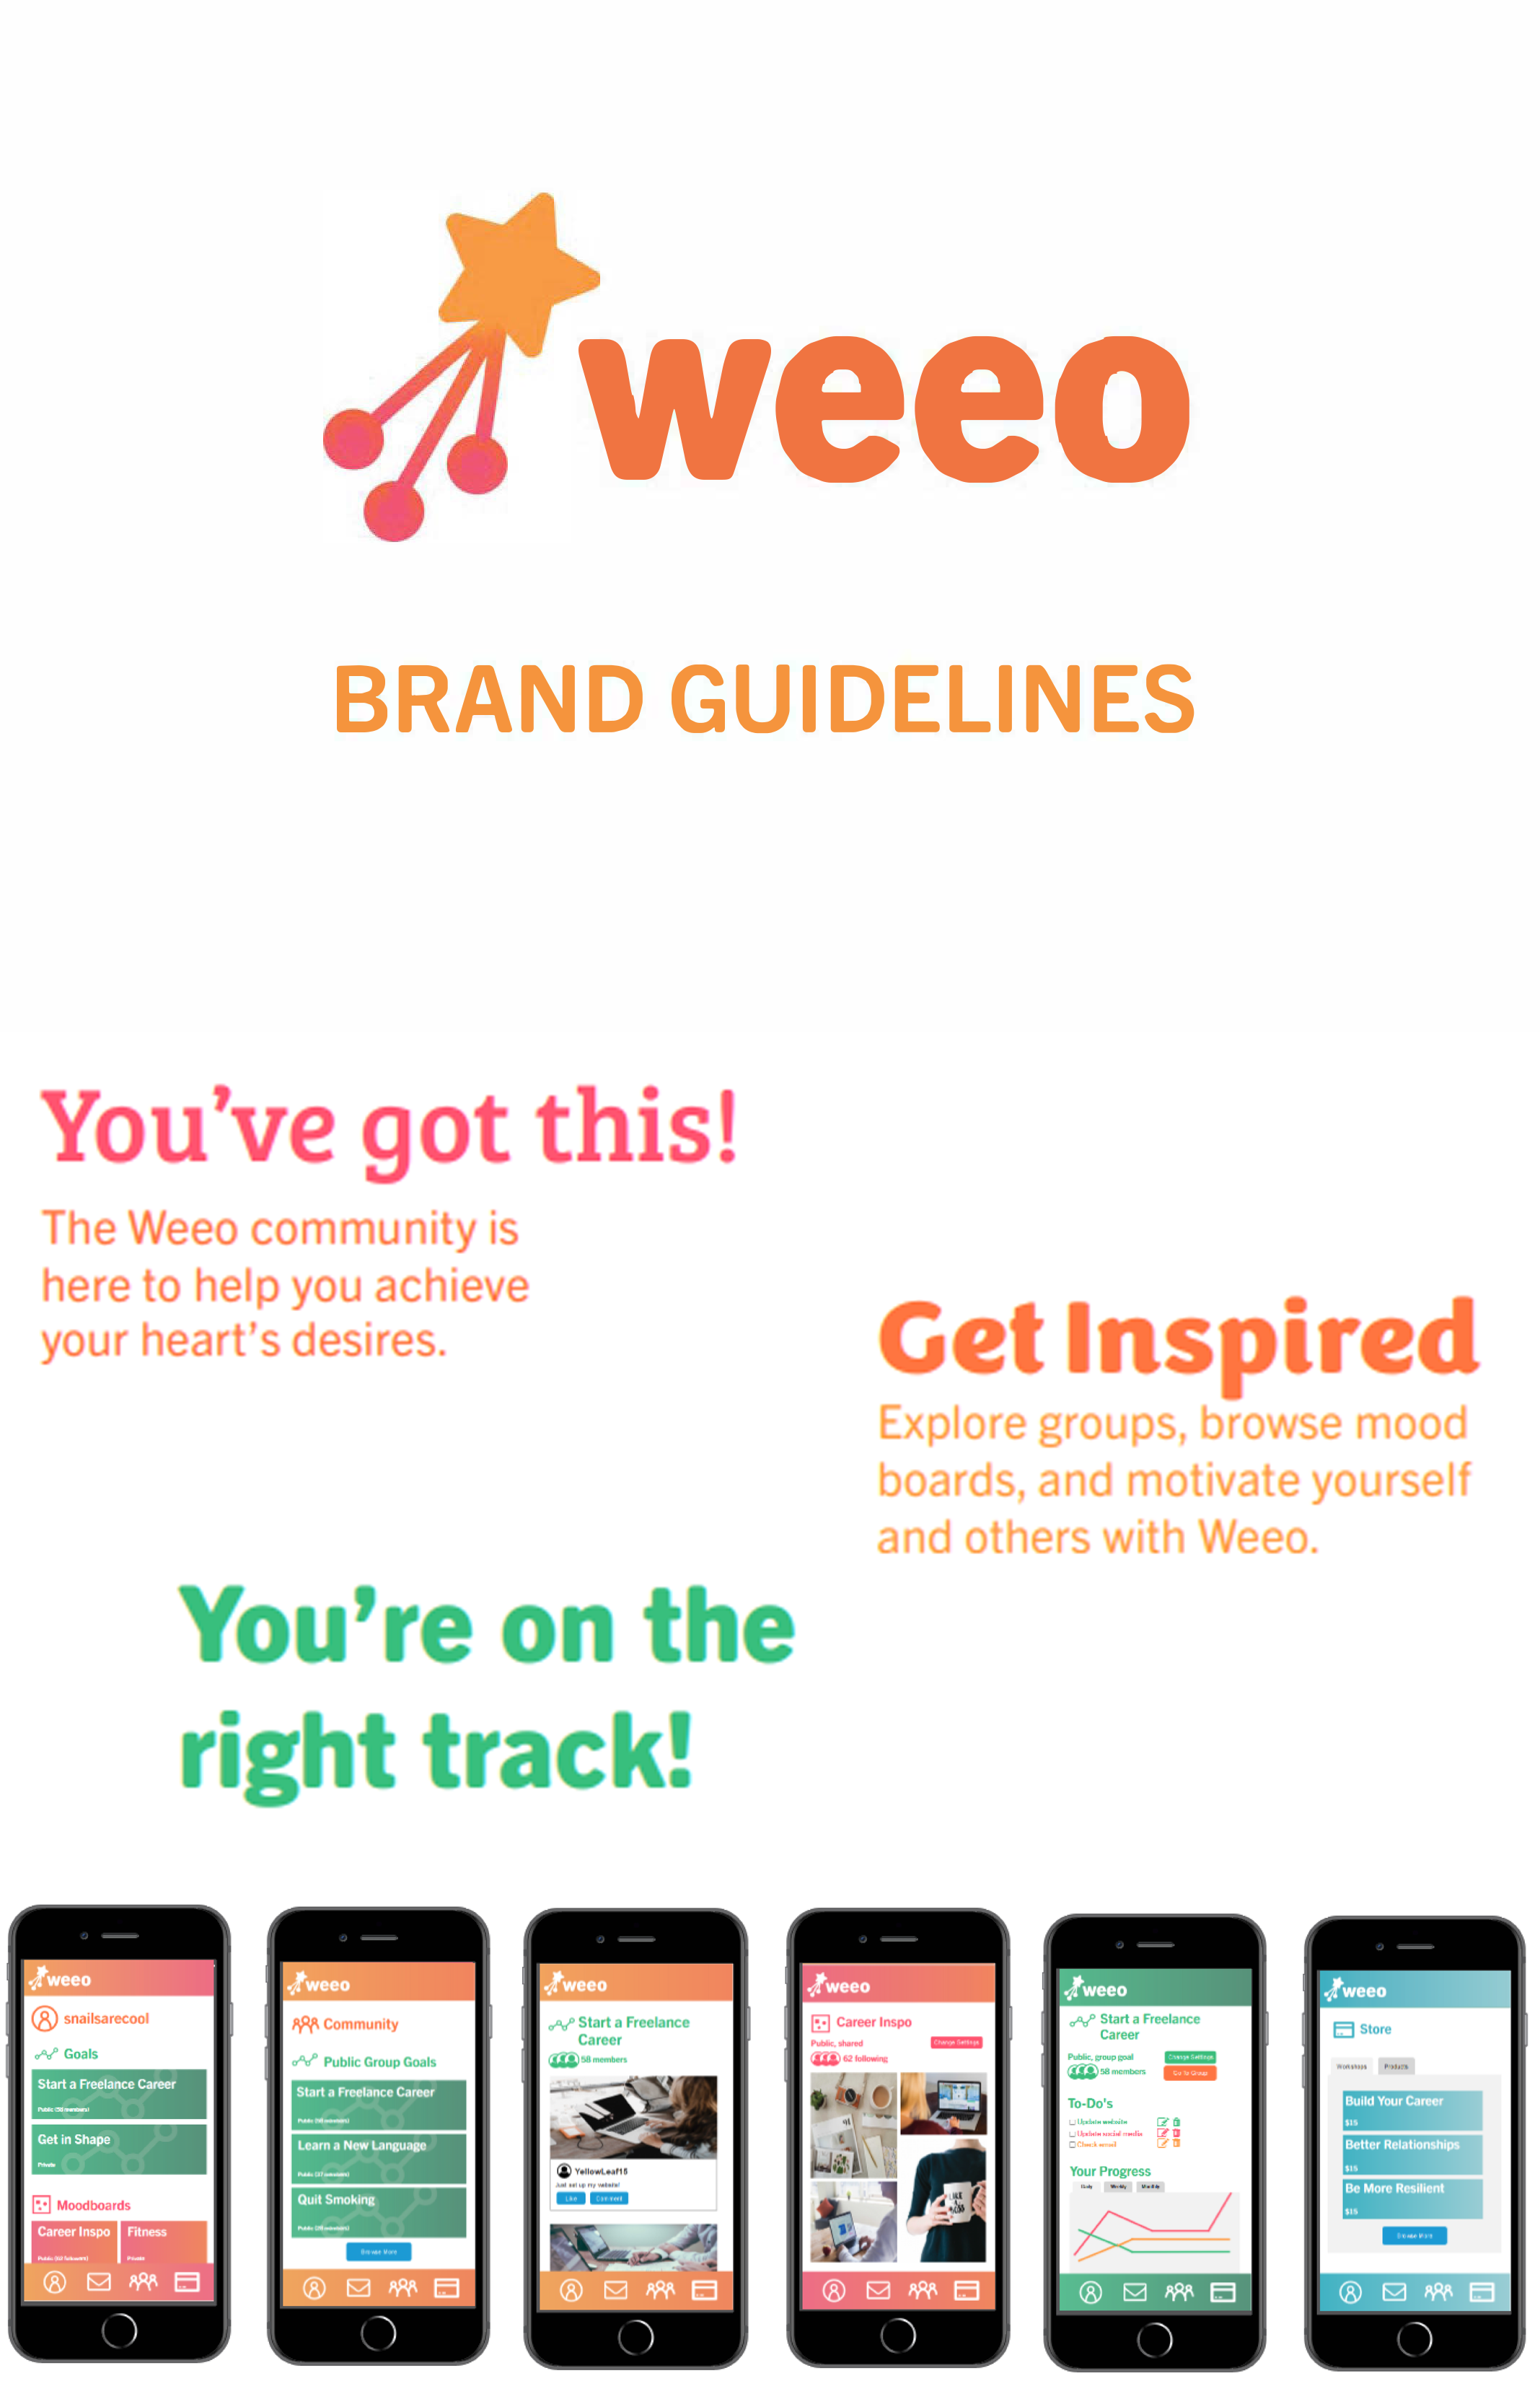 weeo
BRAND GUIDELINES
You've got this!
The Weeo community is
here to help you achieve
your heart's desires.
Get Inspired
Explore groups, browse mood
boards, and motivate yourself
and others with Weeo.
You're on the
right track!
weeo
snailsarecool
Goals
Start a Freelance Career
Public (58 members)
Get in Shape
Private
Moodboards
Career Inspo
Fitness
Public (62 followers)
Private
weeo
Community
Public Group Goals
Start a Freelance Career
Public (58 members)
Learn a New Language
Public (37 members)
Quit Smoking
Browse More
weeo
Start a Freelance
Career
58 members
YellowLeaf15
Just set up my website!
Like
Comment
weeo
Career Inspo
Public, shared
Change Settings
62 following
LIKE
A
BOSS
weeo
Start a Freelance
Career
Public, group goal
Change Settings
58 members
Go to Group
To-Do's
Update website
Update social media
Check email
Your Progress
Daily
Weekly
Monthly
weeo
Store
Workshops
Products
Build Your Career
$15
Better Relationships
$15
Be More Resilient
$15
Browse More